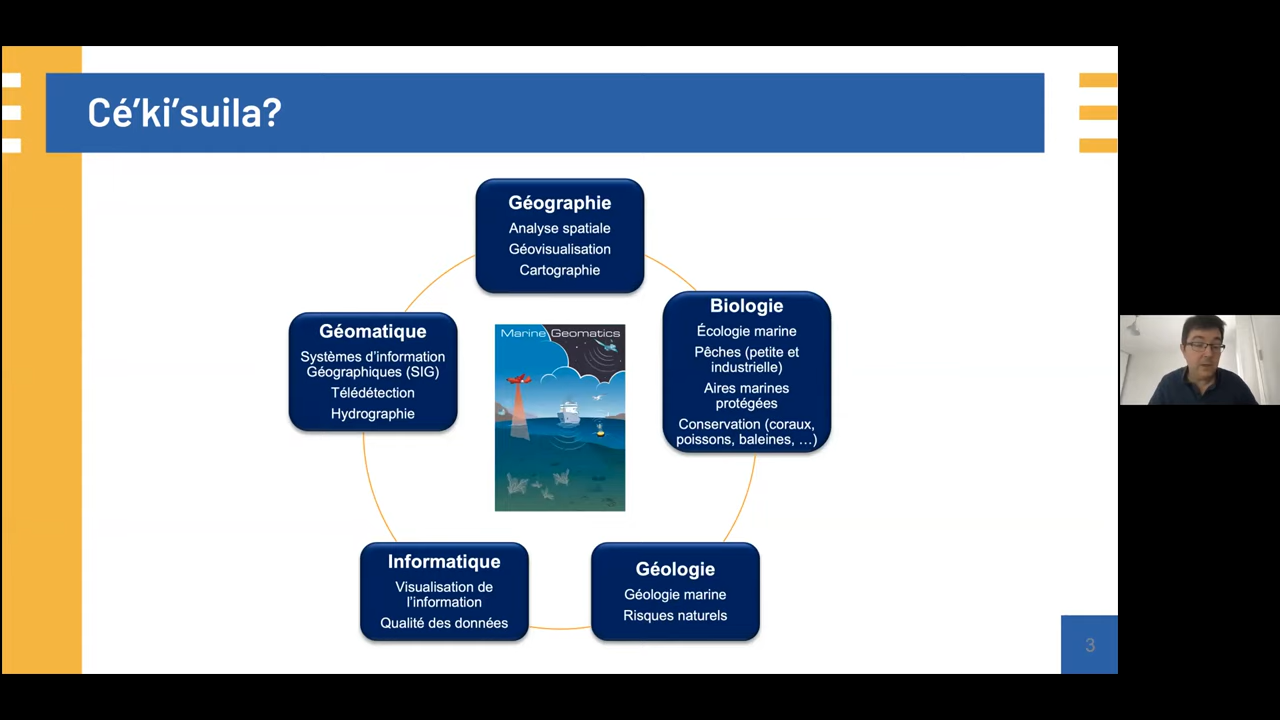 Cé’ki’suila?
Géographie
Analyse spatiale
Géovisualisation
Cartographie
Biologie
Écologie marine
Pêches (petite et
industrielle)
Aires marines
protégées
Conservation (coraux,
poissons, baleines, …)
Géologie
Géologie marine
Risques naturels
Informatique
Visualisation de
l’information
Qualité des données
Géomatique
Systèmes d’information
Géographiques (SIG)
Télédétection
Hydrographie
Marine Geomatics
3